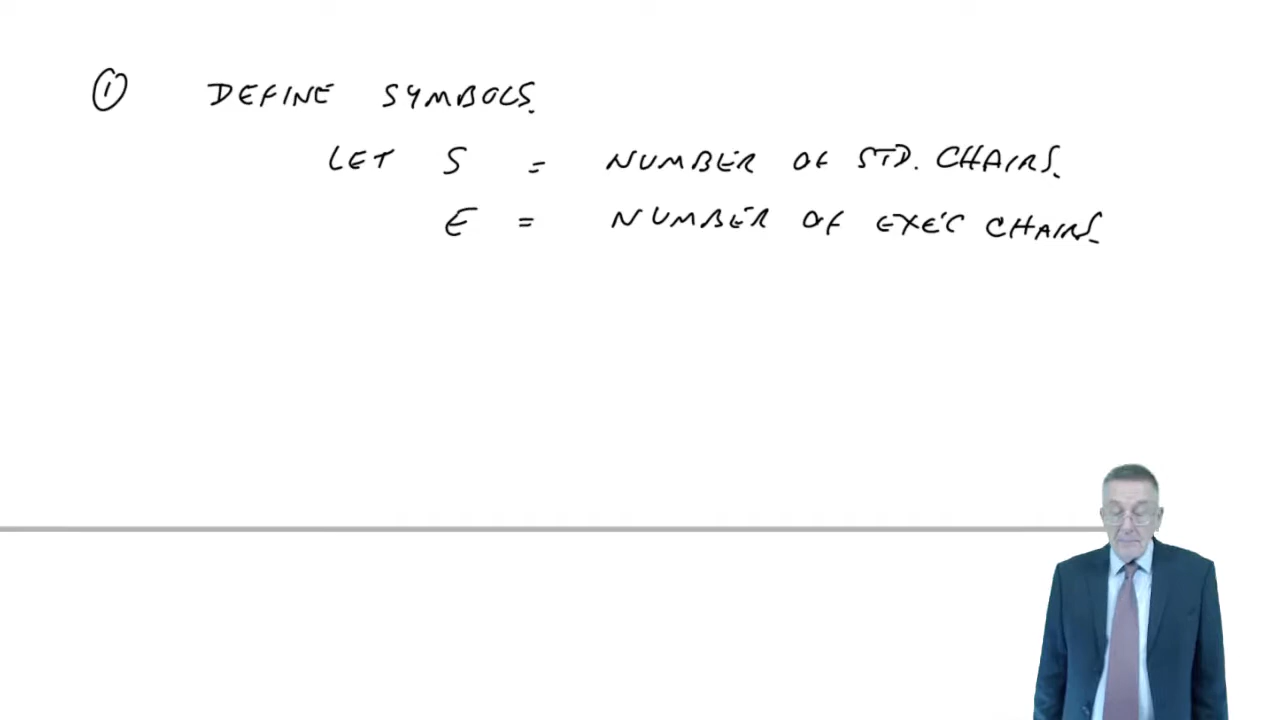 ① DEFINE SYMBOLS.
LET S = NUMBER OF STD. CHAIRS.
E = NUMBER OF EXEC CHAIRS.